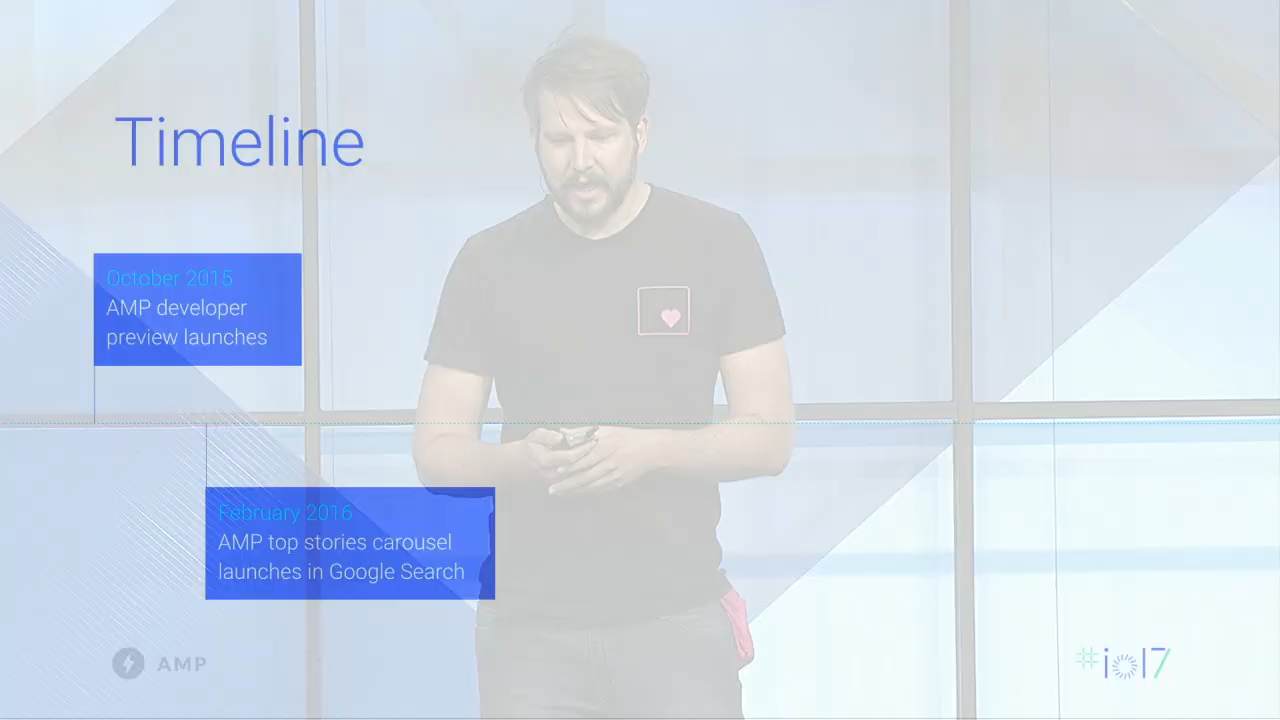 Timeline
October 2015
AMP developer
preview launches
February 2016
AMP top stories carousel
launches in Google Search
AMP
#io17